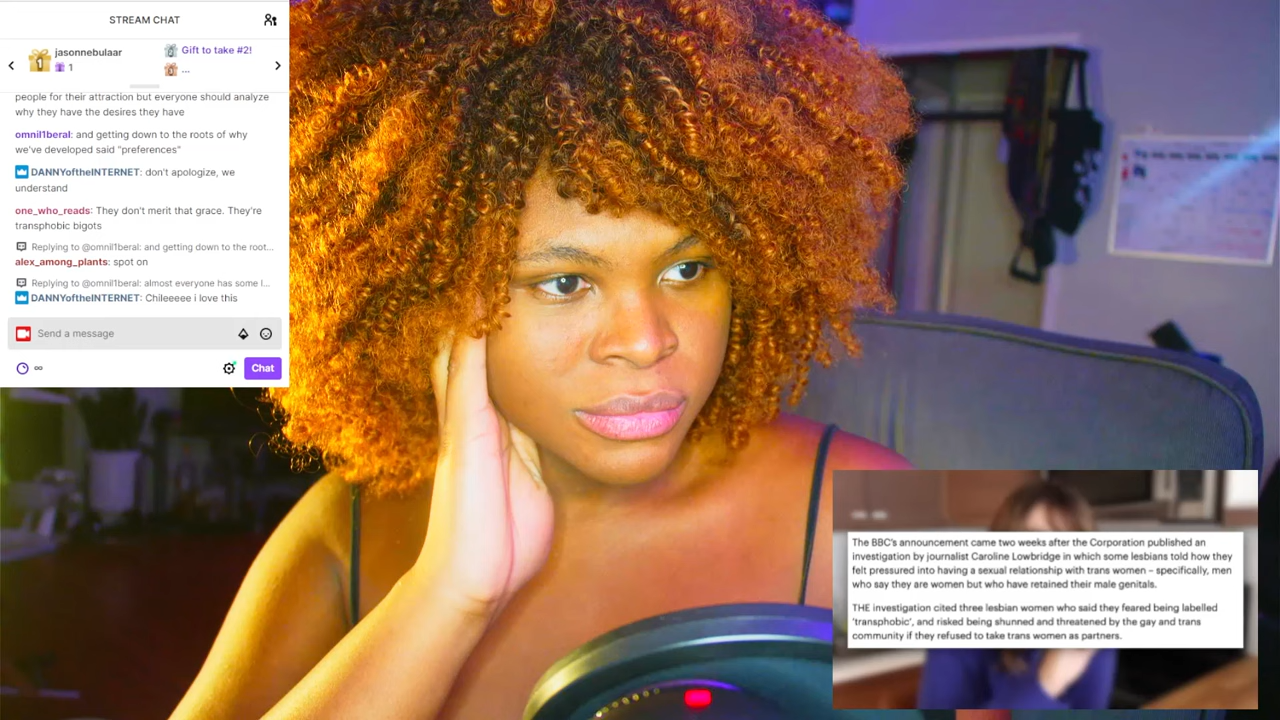 STREAM CHAT
jasonnebulaar
1
Gift to take #2!
...
people for their attraction but everyone should analyze
why they have the desires they have
omnil1beral: and getting down to the roots of why
we've developed said "preferences"
DANNYoftheINTERNET: don't apologize, we
understand
one_who_reads: They don't merit that grace. They're
transphobic bigots
Replying to @omnil1beral: and getting down to the root...
alex_among_plants: spot on
Replying to @omnil1beral: almost everyone has some l...
DANNYoftheINTERNET: Chileeeee i love this
Send a message
∞
Chat
The BBC's announcement came two weeks after the Corporation published an
investigation by journalist Caroline Lowbridge in which some lesbians told how they
felt pressured into having a sexual relationship with trans women – specifically, men
who say they are women but who have retained their male genitals.
THE investigation cited three lesbian women who said they feared being labelled
'transphobic', and risked being shunned and threatened by the gay and trans
community if they refused to take trans women as partners.